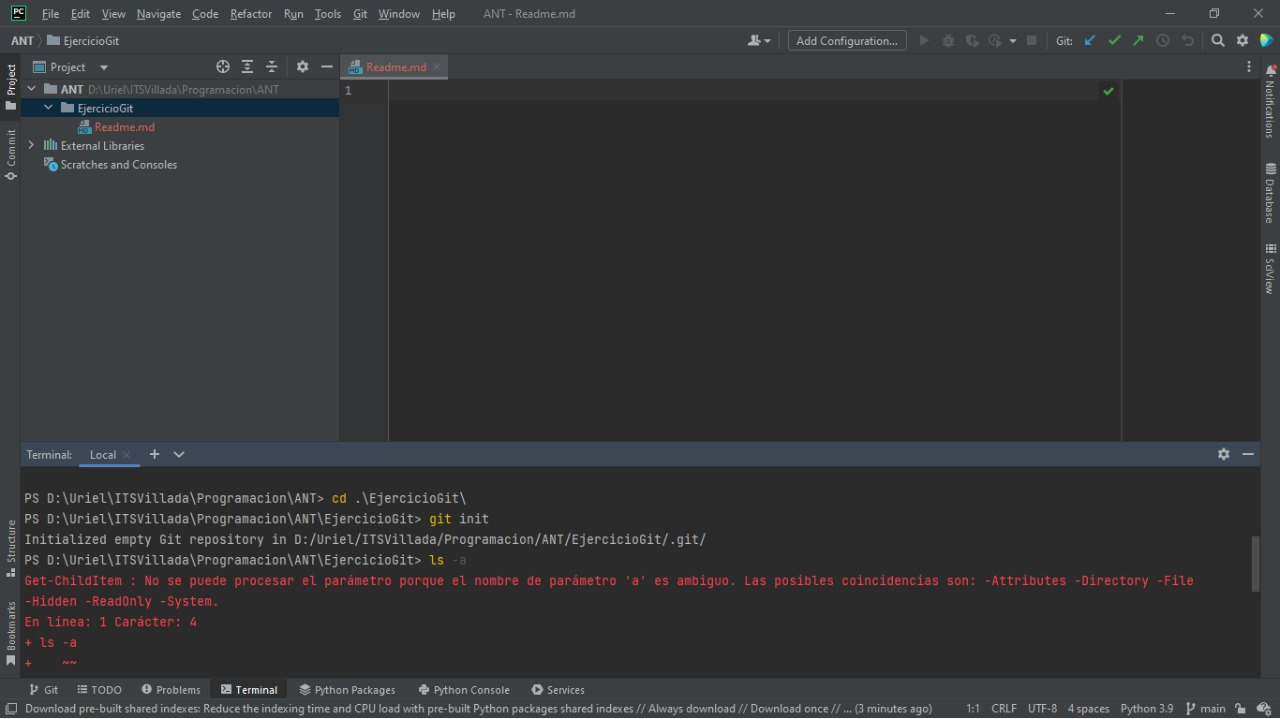 PC File Edit View Navigate Code Refactor Run Tools Git Window Help ANT - Readme.md
ANT EjercicioGit Add Configuration... Git:
Project Readme.md
ANT D:\Uriel\ITSVillada\Programacion\ANT 1
EjercicioGit
MD Readme.md
External Libraries
Scratches and Consoles
Project
Commit
Structure
Bookmarks
Notifications
Database
SciView
Terminal: Local
PS D:\Uriel\ITSVillada\Programacion\ANT> cd .\EjercicioGit\
PS D:\Uriel\ITSVillada\Programacion\ANT\EjercicioGit> git init
Initialized empty Git repository in D:/Uriel/ITSVillada/Programacion/ANT/EjercicioGit/.git/
PS D:\Uriel\ITSVillada\Programacion\ANT\EjercicioGit> ls -a
Get-ChildItem : No se puede procesar el parámetro porque el nombre de parámetro 'a' es ambiguo. Las posibles coincidencias son: -Attributes -Directory -File
-Hidden -ReadOnly -System.
En línea: 1 Carácter: 4
+ ls -a
+    ~~
Git TODO Problems Terminal Python Packages Python Console Services
Download pre-built shared indexes: Reduce the indexing time and CPU load with pre-built Python packages shared indexes // Always download // Download once // ... (3 minutes ago) 1:1 CRLF UTF-8 4 spaces Python 3.9 main